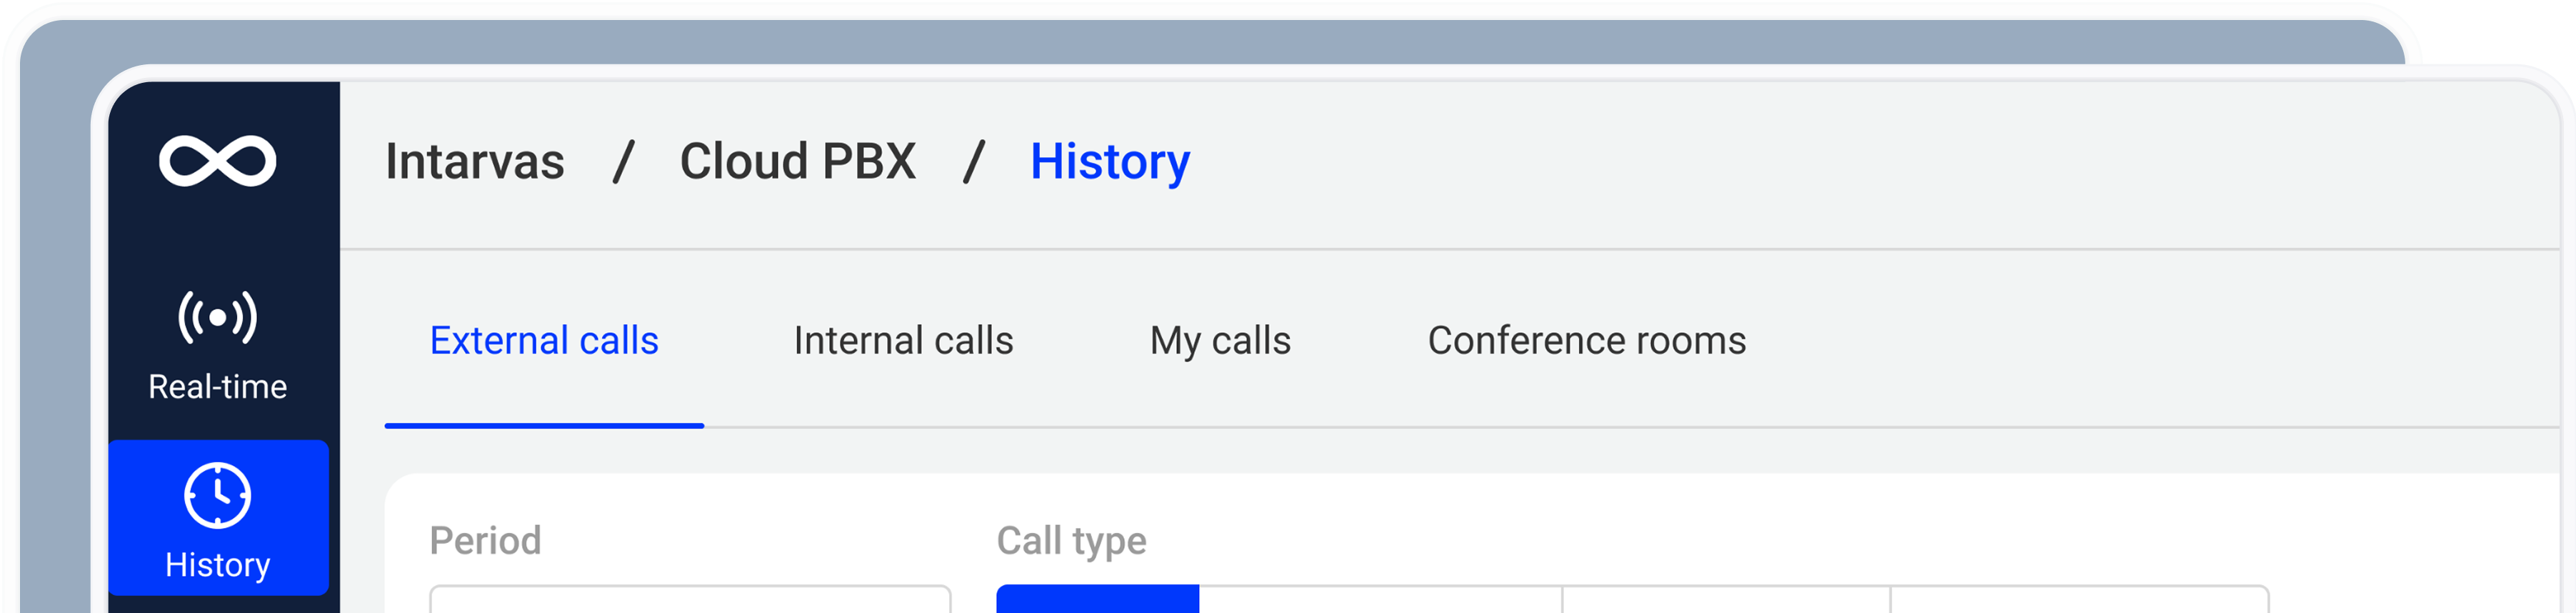 Intarvas / Cloud PBX / History
Real-time
History
External calls Internal calls My calls Conference rooms
Period Call type